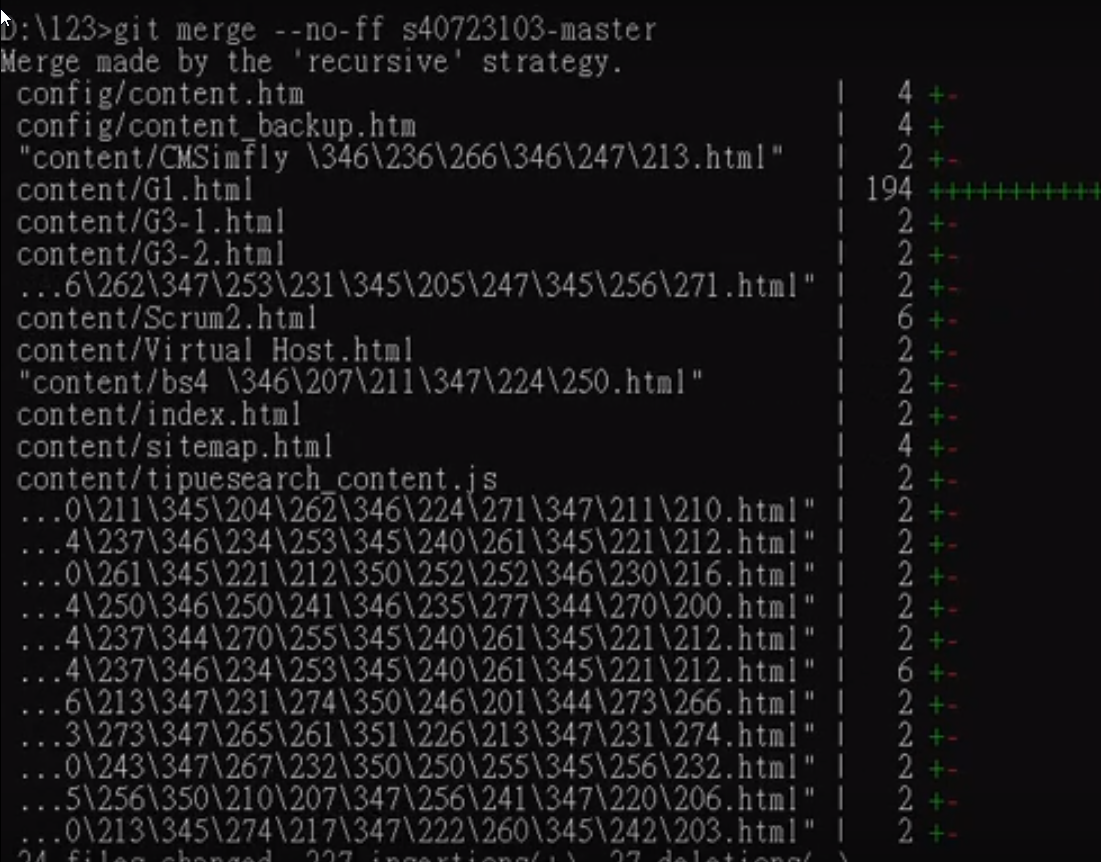 D:\123>git merge --no-ff s40723103-master
Merge made by the 'recursive' strategy.
config/content.htm | 4 +-
config/content_backup.htm | 4 +
"content/CMSimfly \346\236\266\346\247\213.html" | 2 +-
content/G1.html | 194 +++++++++++
content/G3-1.html | 2 +-
content/G3-2.html | 2 +-
...6\262\347\253\231\345\205\247\345\256\271.html" | 2 +-
content/Scrum2.html | 6 +-
content/Virtual Host.html | 2 +-
"content/bs4 \346\207\211\347\224\250.html" | 2 +-
content/index.html | 2 +-
content/sitemap.html | 4 +-
content/tipuesearch_content.js | 2 +-
...0\211\345\204\262\346\224\271\347\211\210.html" | 2 +-
...4\237\346\234\253\345\240\261\345\221\212.html" | 2 +-
...0\261\345\221\212\350\252\252\346\230\216.html" | 2 +-
...4\250\346\250\241\346\235\277\344\270\200.html" | 2 +-
...4\237\344\270\255\345\240\261\345\221\212.html" | 2 +-
...4\237\346\234\253\345\240\261\345\221\212.html" | 6 +-
...6\213\347\231\274\350\246\201\344\273\266.html" | 2 +-
...3\273\347\265\261\351\226\213\347\231\274.html" | 2 +-
...0\243\347\267\232\350\250\255\345\256\232.html" | 2 +-
...5\256\350\210\207\347\256\241\347\220\206.html" | 2 +-
...0\213\345\274\217\347\222\260\345\242\203.html" | 2 +-
24 files changed, 227 insertions(+), 27 deletions(-)